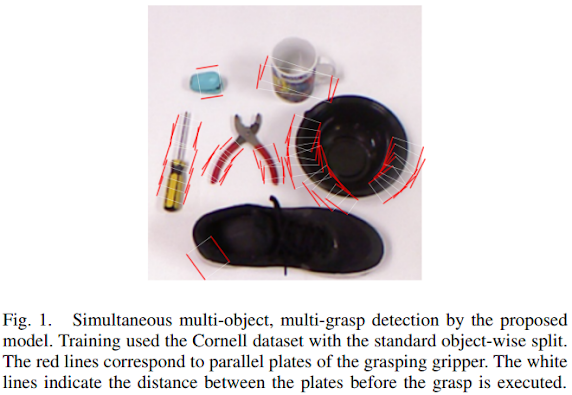 Fig. 1. Simultaneous multi-object, multi-grasp detection by the proposed
model. Training used the Cornell dataset with the standard object-wise split.
The red lines correspond to parallel plates of the grasping gripper. The white
lines indicate the distance between the plates before the grasp is executed.